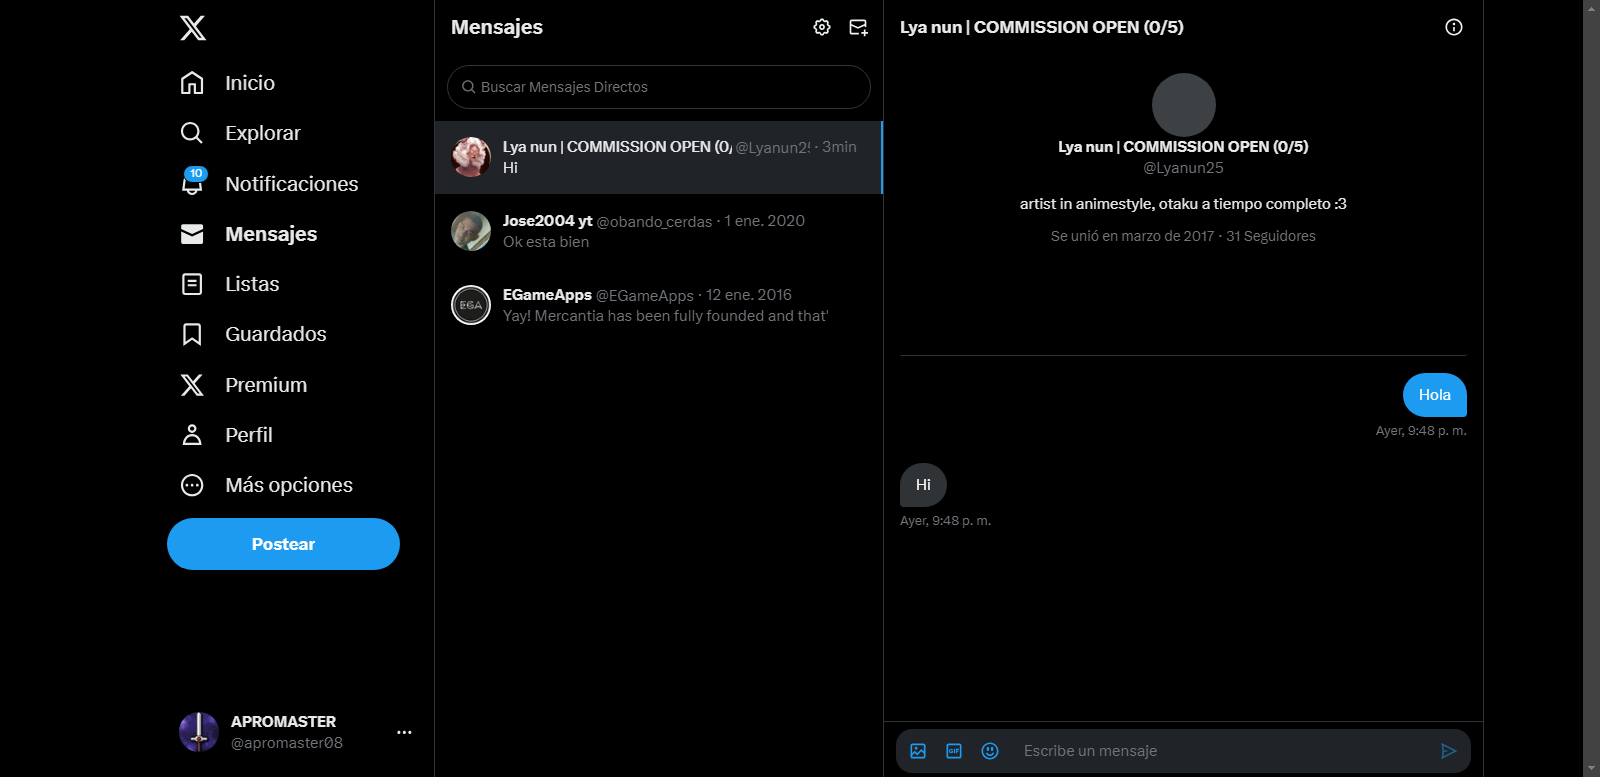 Inicio
Explorar
10
Notificaciones
Mensajes
Listas
Guardados
Premium
Perfil
Más opciones
Postear
APROMASTER
@apromaster08
Mensajes
Buscar Mensajes Directos
Lya nun | COMMISSION OPEN (0/ @Lyanun25 · 3min
Hi
Jose2004 yt @obando_cerdas · 1 ene. 2020
Ok esta bien
EGA
EGameApps @EGameApps · 12 ene. 2016
Yay! Mercantia has been fully founded and that'
Lya nun | COMMISSION OPEN (0/5)
Lya nun | COMMISSION OPEN (0/5)
@Lyanun25
artist in animestyle, otaku a tiempo completo :3
Se unió en marzo de 2017 · 31 Seguidores
Hola
Ayer, 9:48 p. m.
Hi
Ayer, 9:48 p. m.
GIF
Escribe un mensaje